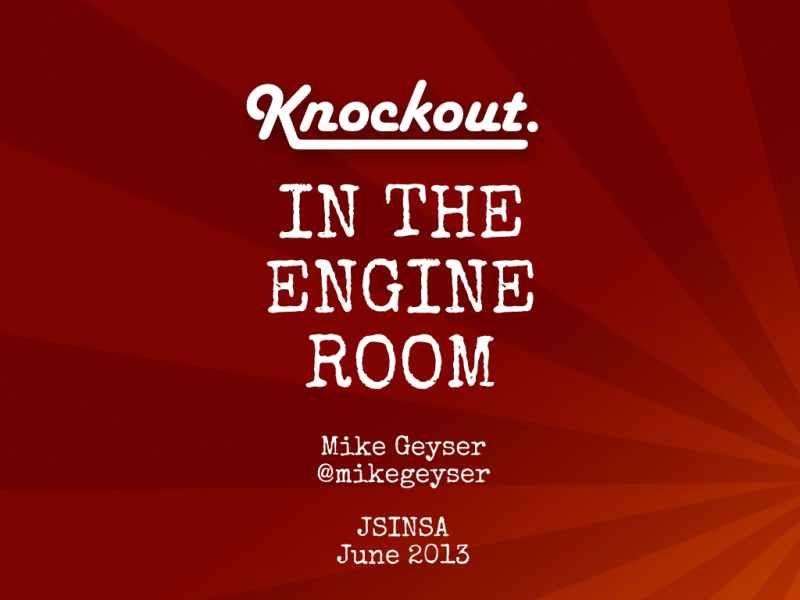 Knockout.
IN THE
ENGINE
ROOM
Mike Geyser
@mikegeyser
JSINSA
June 2013